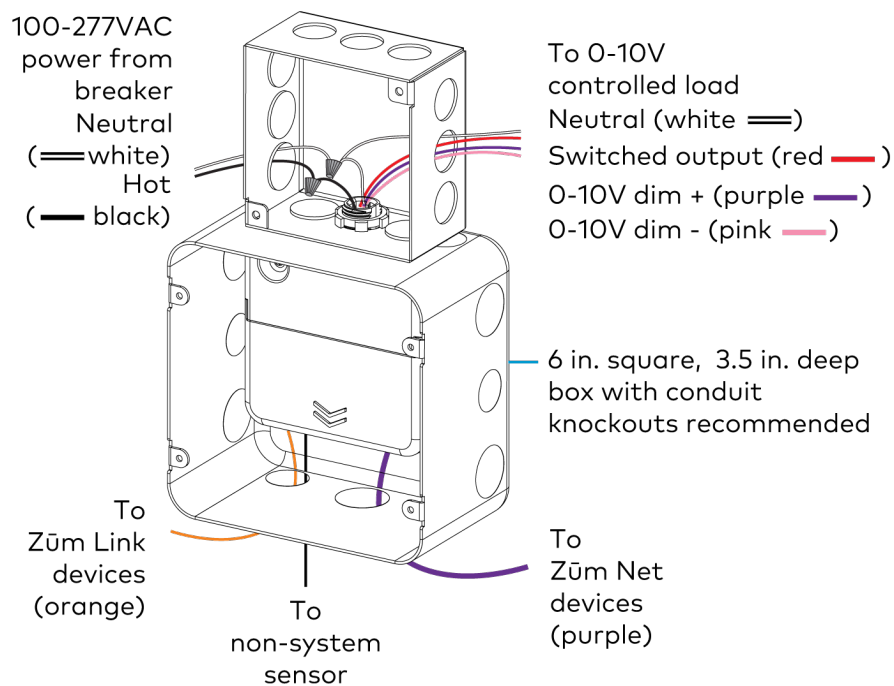 100-277VAC
power from
breaker
Neutral
(white)
Hot
(black)
To 0-10V
controlled load
Neutral (white)
Switched output (red)
0-10V dim + (purple)
0-10V dim - (pink)
6 in. square, 3.5 in. deep
box with conduit
knockouts recommended
To
Zūm Link
devices
(orange)
To
non-system
sensor
To
Zūm Net
devices
(purple)